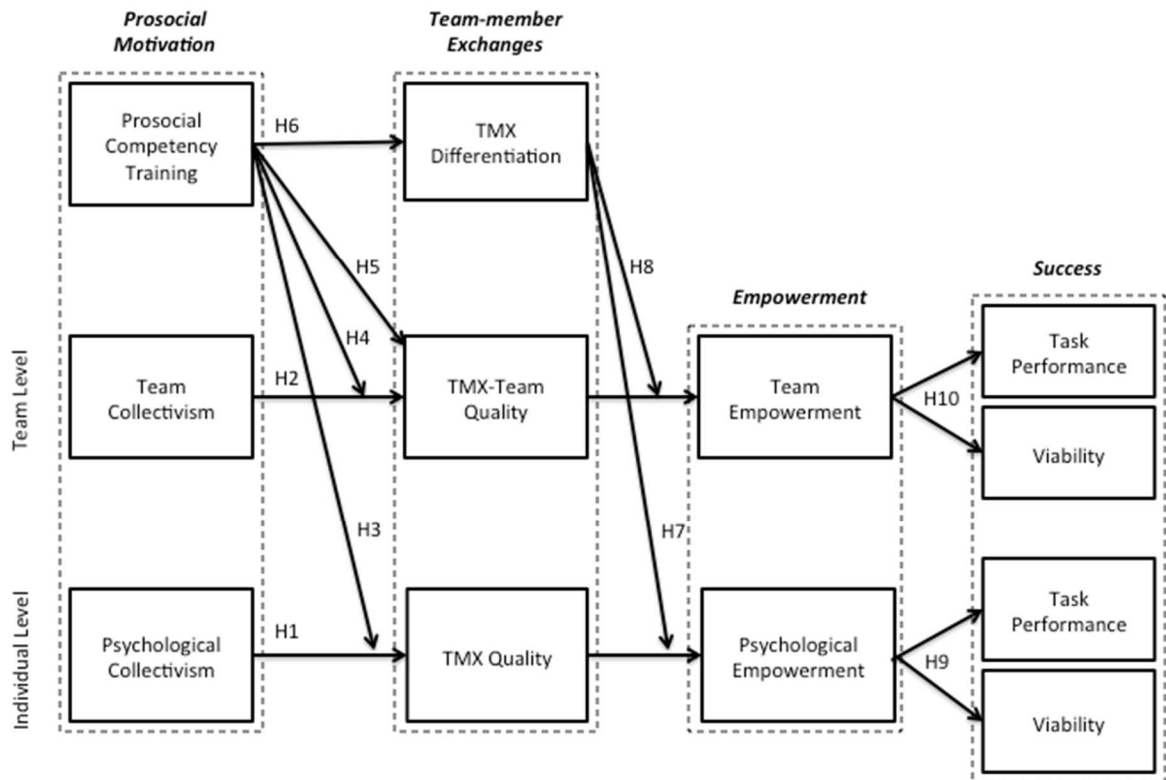 Prosocial
Motivation
Team-member
Exchanges
Prosocial
Competency
Training
H6
TMX
Differentiation
H5
H8
Success
Empowerment
Team Level
Team
Collectivism
H2
H4
TMX-Team
Quality
Team
Empowerment
H10
Task
Performance
Viability
H3
H7
Individual Level
Psychological
Collectivism
H1
TMX Quality
Psychological
Empowerment
H9
Task
Performance
Viability